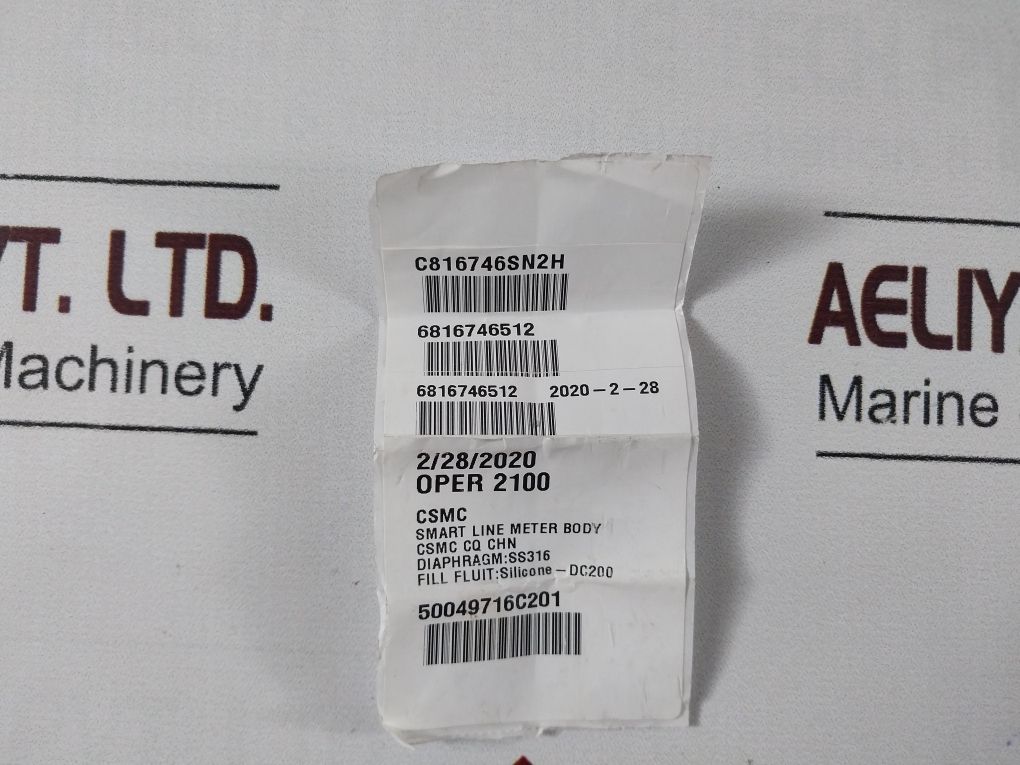 C816746SN2H
6816746512
6816746512 2020-2-28
2/28/2020
OPER 2100
CSMC
SMART LINE METER BODY
CSMC CQ CHN
DIAPHRAGM:SS316
FILL FLUIT:Silicone-DC200
50049716C201
LTD.
Machinery
AELIY
Marine